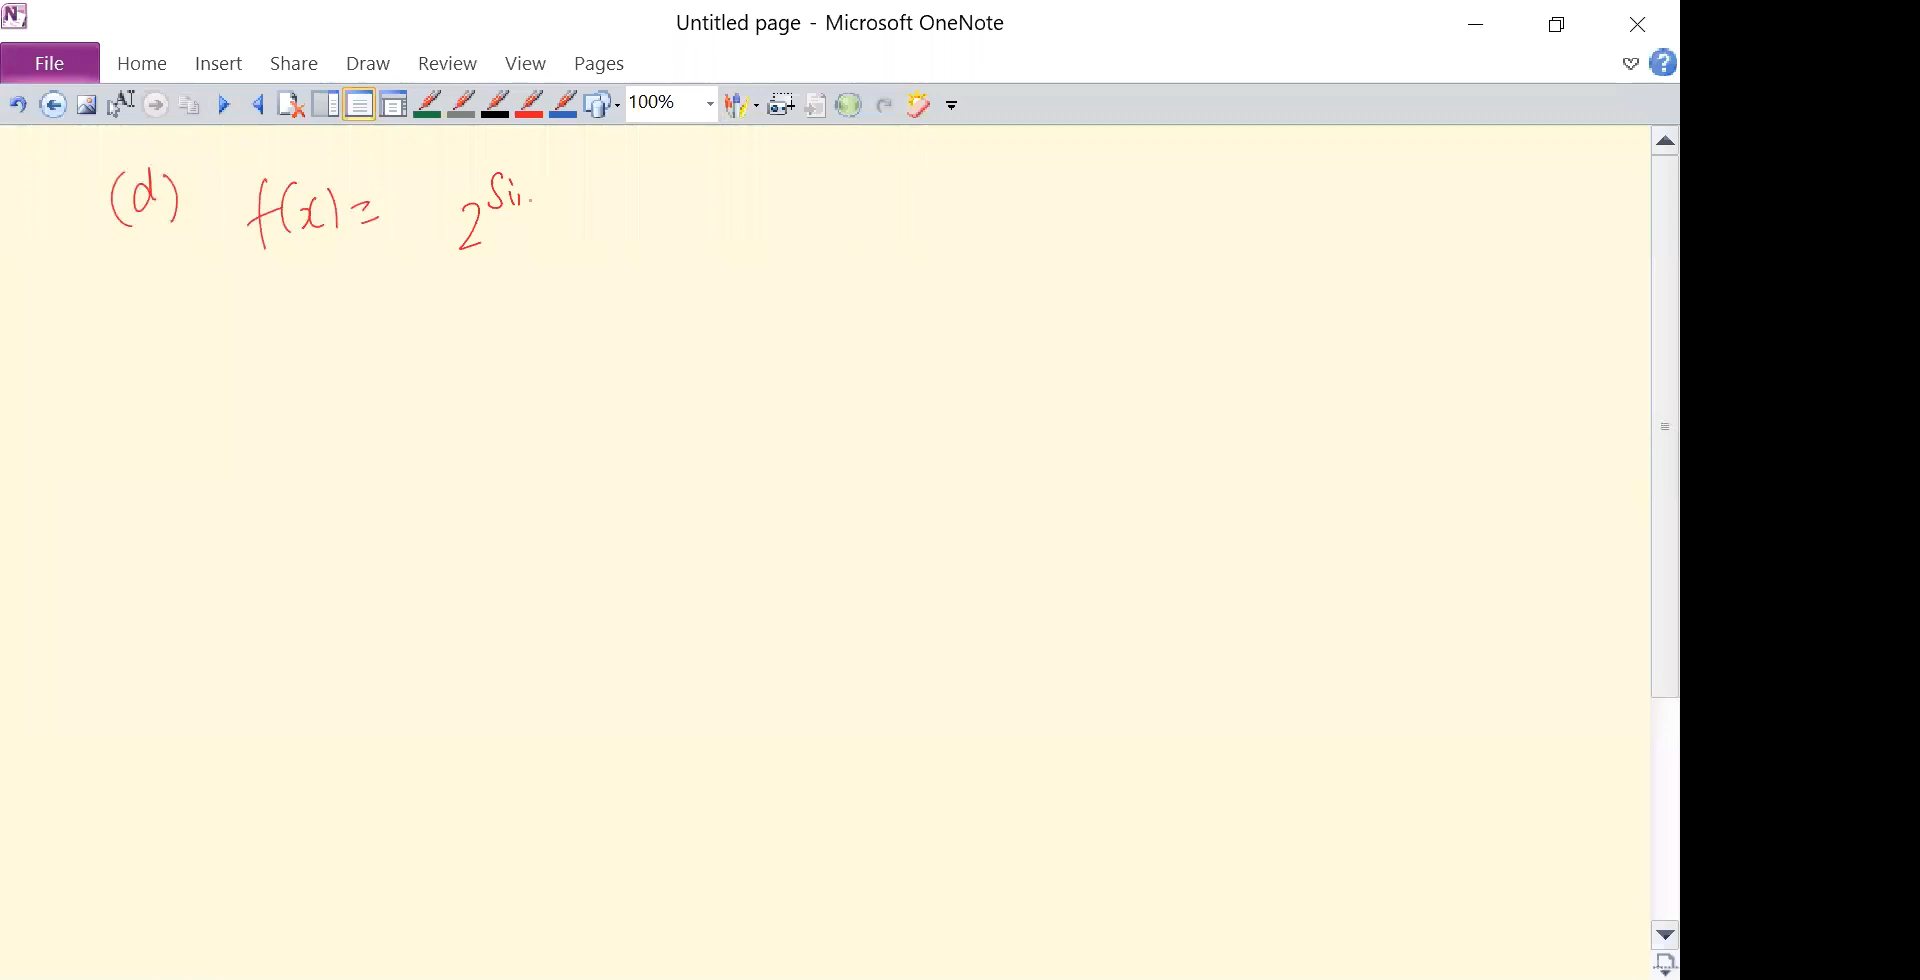 Untitled page - Microsoft OneNote
File Home Insert Share Draw Review View Pages
100%
(d) f(x) = 2^Si